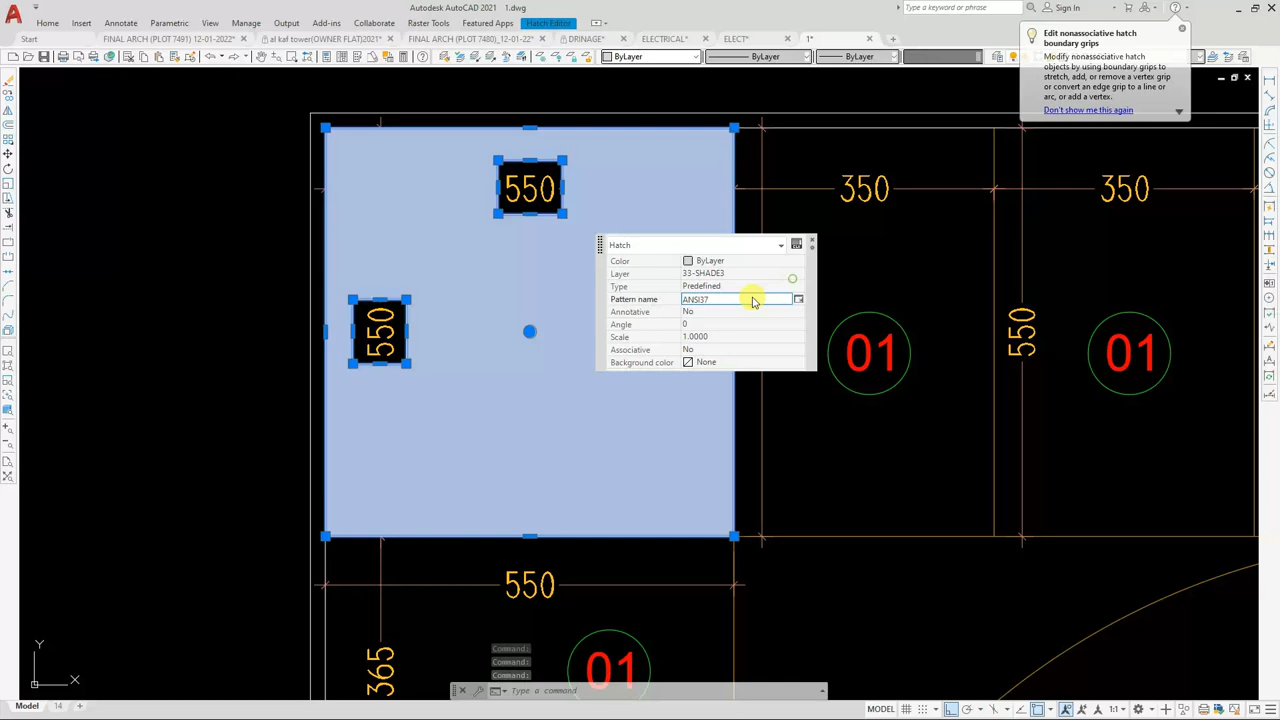 Autodesk AutoCAD 2021   1.dwg
Type a keyword or phrase
Sign In
Home Insert Annotate Parametric View Manage Output Add-ins Collaborate Raster Tools Featured Apps Hatch Editor
Start
FINAL ARCH (PLOT 7491) 12-01-2022*
al kaf tower(OWNER FLAT)2021*
FINAL ARCH (PLOT 7480)_12-01-22*
DRINAGE*
ELECTRICAL*
ELECT*
1*
ByLayer
ByLayer
ByLayer
Edit nonassociative hatch
boundary grips
Modify nonassociative hatch
objects by using boundary grips to
stretch, add, or remove a vertex grip
or convert an edge grip to a line or
arc, or add a vertex.
Don't show me this again
550
350
350
Hatch
Color ByLayer
Layer 33-SHADE3
Type Predefined
Pattern name ANSI37
Annotative No
Angle 0
Scale 1.0000
Associative No
Background color None
550
01
550
01
550
365
01
Command:
Command:
Command:
Type a command
Y
X
Model
14
MODEL
1:1